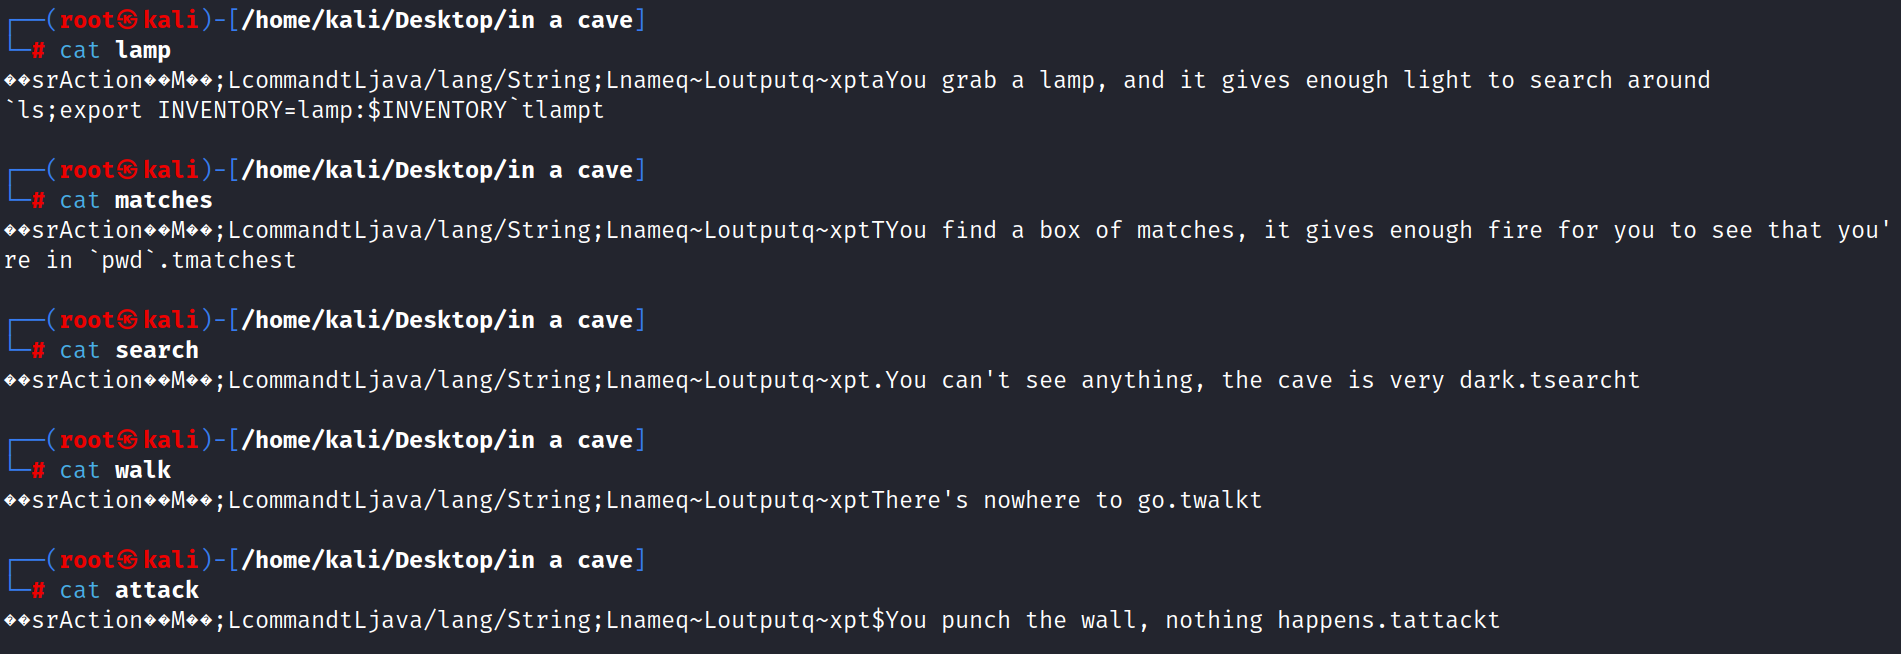 ┌──(root㉿kali)-[/home/kali/Desktop/in a cave]
└─# cat lamp
��srAction��M��;LcommandtLjava/lang/String;Lnameq~Loutputq~xptaYou grab a lamp, and it gives enough light to search around
`ls;export INVENTORY=lamp:$INVENTORY`tlampt
┌──(root㉿kali)-[/home/kali/Desktop/in a cave]
└─# cat matches
��srAction��M��;LcommandtLjava/lang/String;Lnameq~Loutputq~xptTYou find a box of matches, it gives enough fire for you to see that you'
re in `pwd`.tmatchest
┌──(root㉿kali)-[/home/kali/Desktop/in a cave]
└─# cat search
��srAction��M��;LcommandtLjava/lang/String;Lnameq~Loutputq~xpt.You can't see anything, the cave is very dark.tsearcht
┌──(root㉿kali)-[/home/kali/Desktop/in a cave]
└─# cat walk
��srAction��M��;LcommandtLjava/lang/String;Lnameq~Loutputq~xptThere's nowhere to go.twalkt
┌──(root㉿kali)-[/home/kali/Desktop/in a cave]
└─# cat attack
��srAction��M��;LcommandtLjava/lang/String;Lnameq~Loutputq~xpt$You punch the wall, nothing happens.tattackt